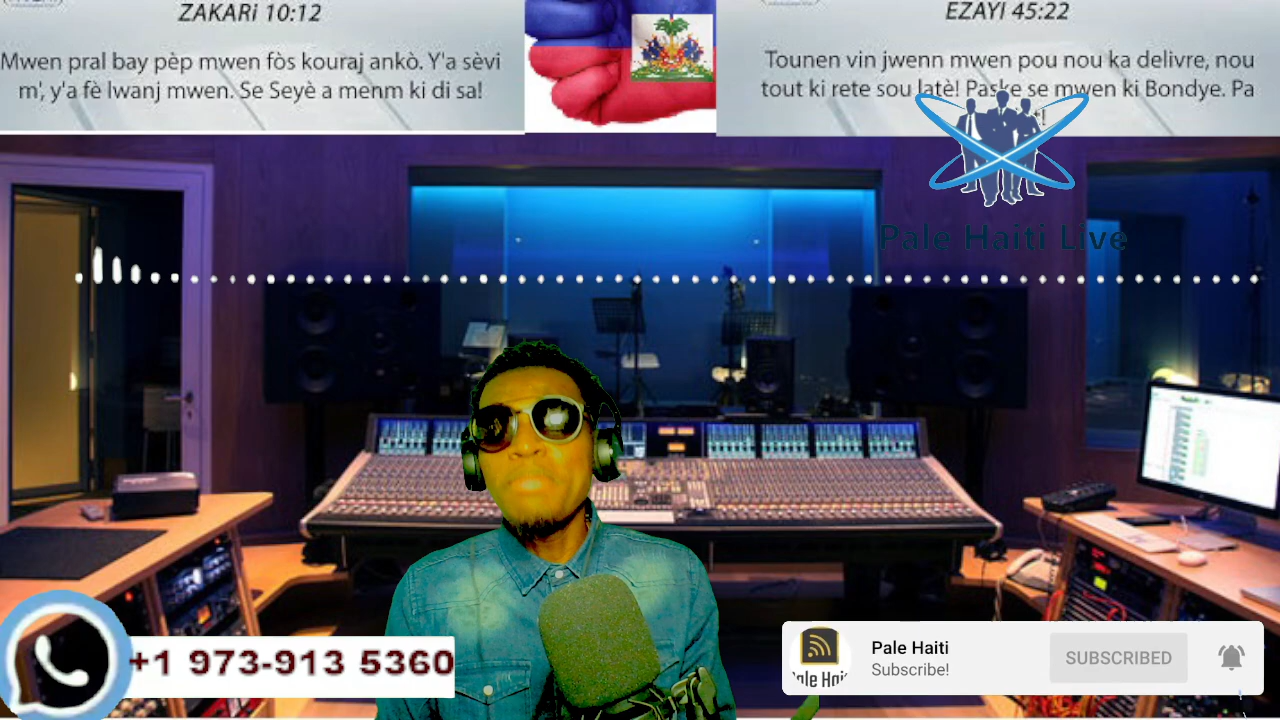 ZAKARi 10:12
Mwen pral bay pèp mwen fòs kouraj ankò. Y'a sèvi
m', y'a fè lwanj mwen. Se Seyè a menm ki di sa!
EZAYI 45:22
Tounen vin jwenn mwen pou nou ka delivre, nou
tout ki rete sou latè! Paske se mwen ki Bondye. Pa
Pale Haiti Live
+1 973-913 5360
Pale Haiti
Subscribe!
SUBSCRIBED